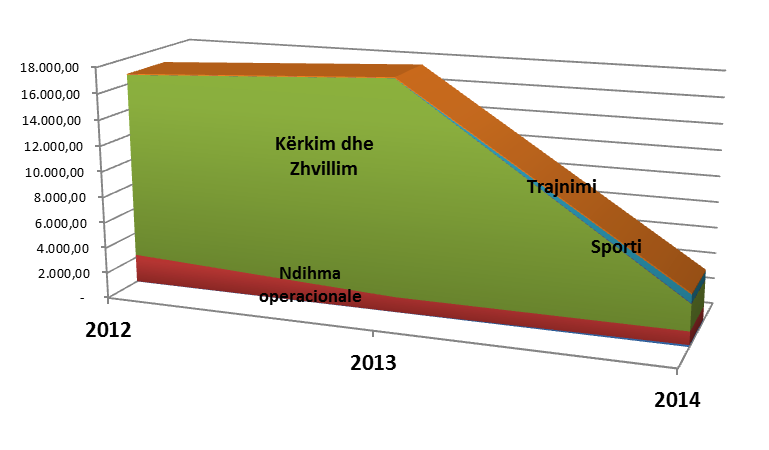 18.000,00
16.000,00
14.000,00
12.000,00
10.000,00
8.000,00
6.000,00
4.000,00
2.000,00
-
Kërkim dhe
Zhvillim
Trajnimi
Sporti
Ndihma
operacionale
2012
2013
2014